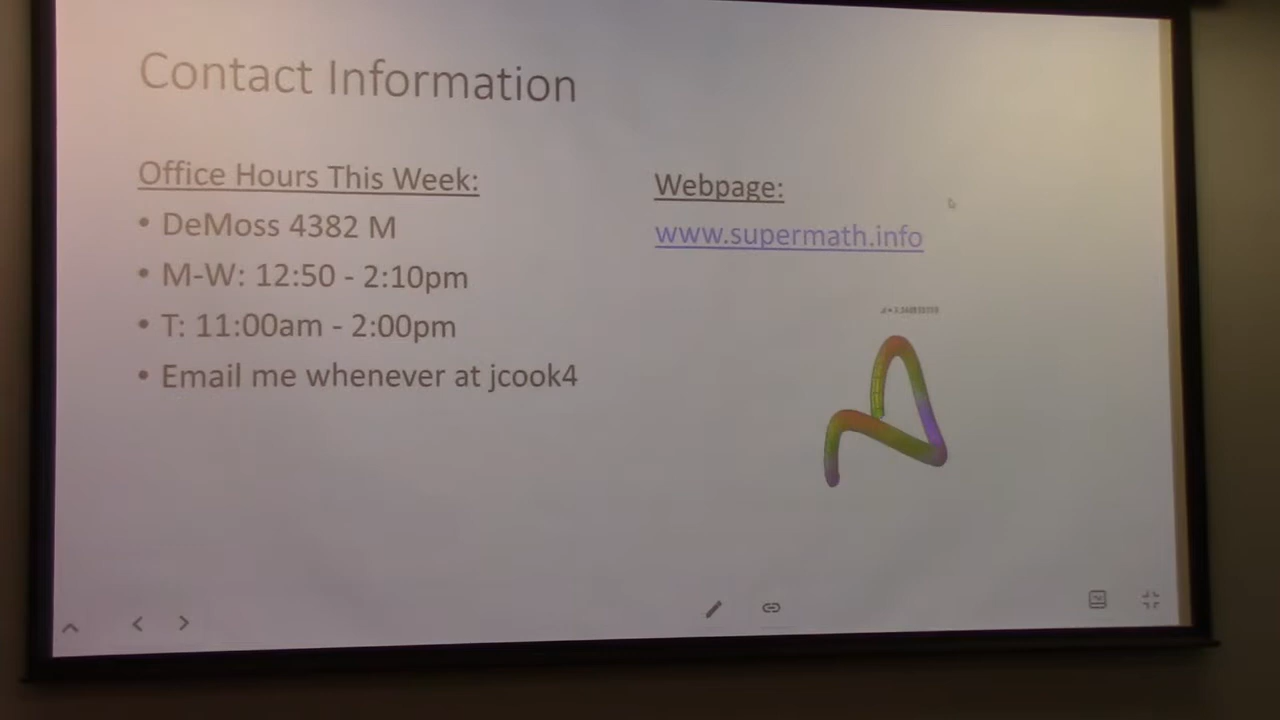 Contact Information
Office Hours This Week:
• DeMoss 4382 M
• M-W: 12:50 - 2:10pm
• T: 11:00am - 2:00pm
• Email me whenever at jcook4
Webpage:
www.supermath.info